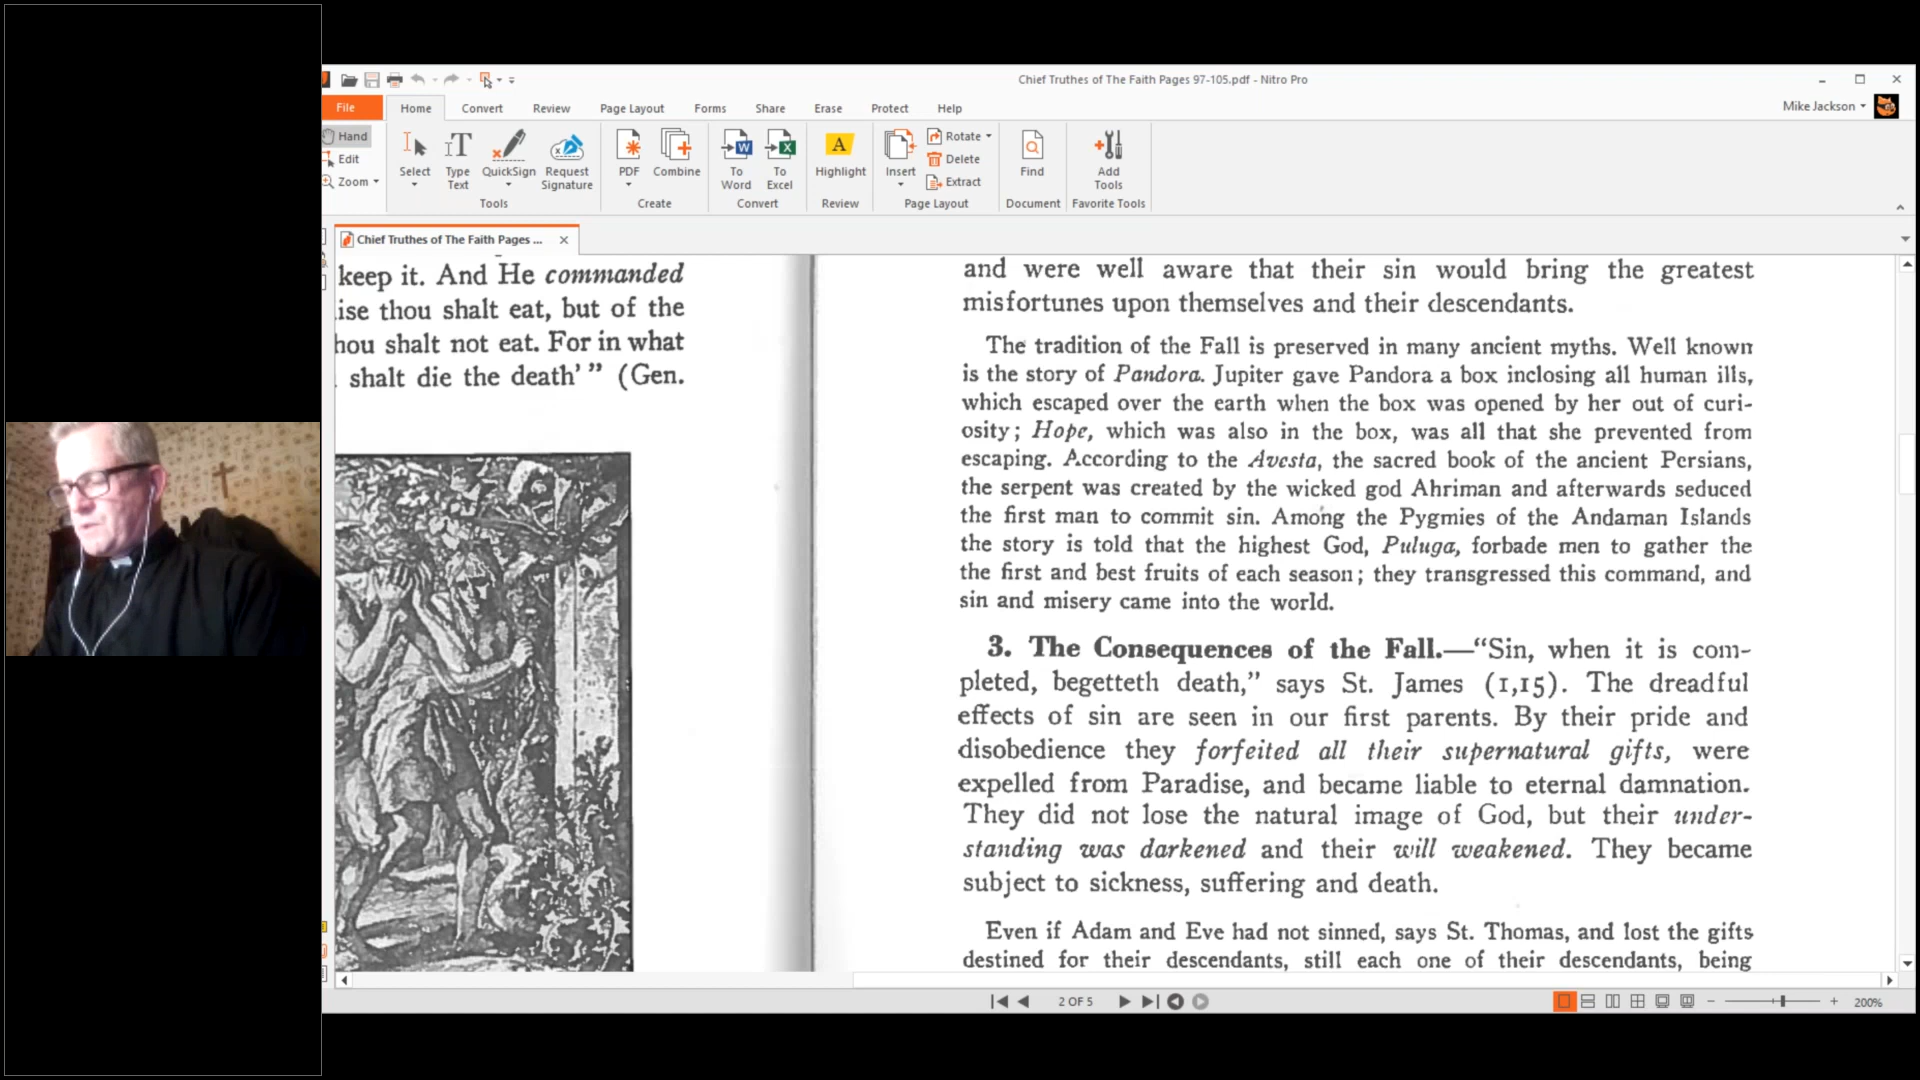 Chief Truthes of The Faith Pages 97-105.pdf - Nitro Pro
File Home Convert Review Page Layout Forms Share Erase Protect Help
Mike Jackson
Hand
Edit
Zoom
Select
Type Text
QuickSign
Request Signature
Tools
PDF
Combine
Create
To Word
To Excel
Convert
Highlight
Review
Insert
Rotate
Delete
Extract
Page Layout
Find
Document
Add Tools
Favorite Tools
Chief Truthes of The Faith Pages ...
keep it. And He commanded
ise thou shalt eat, but of the
hou shalt not eat. For in what
shalt die the death’” (Gen.
and were well aware that their sin would bring the greatest
misfortunes upon themselves and their descendants.
The tradition of the Fall is preserved in many ancient myths. Well known
is the story of Pandora. Jupiter gave Pandora a box inclosing all human ills,
which escaped over the earth when the box was opened by her out of curi-
osity; Hope, which was also in the box, was all that she prevented from
escaping. According to the Avesta, the sacred book of the ancient Persians,
the serpent was created by the wicked god Ahriman and afterwards seduced
the first man to commit sin. Among the Pygmies of the Andaman Islands
the story is told that the highest God, Puluga, forbade men to gather the
the first and best fruits of each season; they transgressed this command, and
sin and misery came into the world.
3. The Consequences of the Fall.—“Sin, when it is com-
pleted, begetteth death,” says St. James (1,15). The dreadful
effects of sin are seen in our first parents. By their pride and
disobedience they forfeited all their supernatural gifts, were
expelled from Paradise, and became liable to eternal damnation.
They did not lose the natural image of God, but their under-
standing was darkened and their will weakened. They became
subject to sickness, suffering and death.
Even if Adam and Eve had not sinned, says St. Thomas, and lost the gifts
destined for their descendants, still each one of their descendants, being
2 OF 5
200%